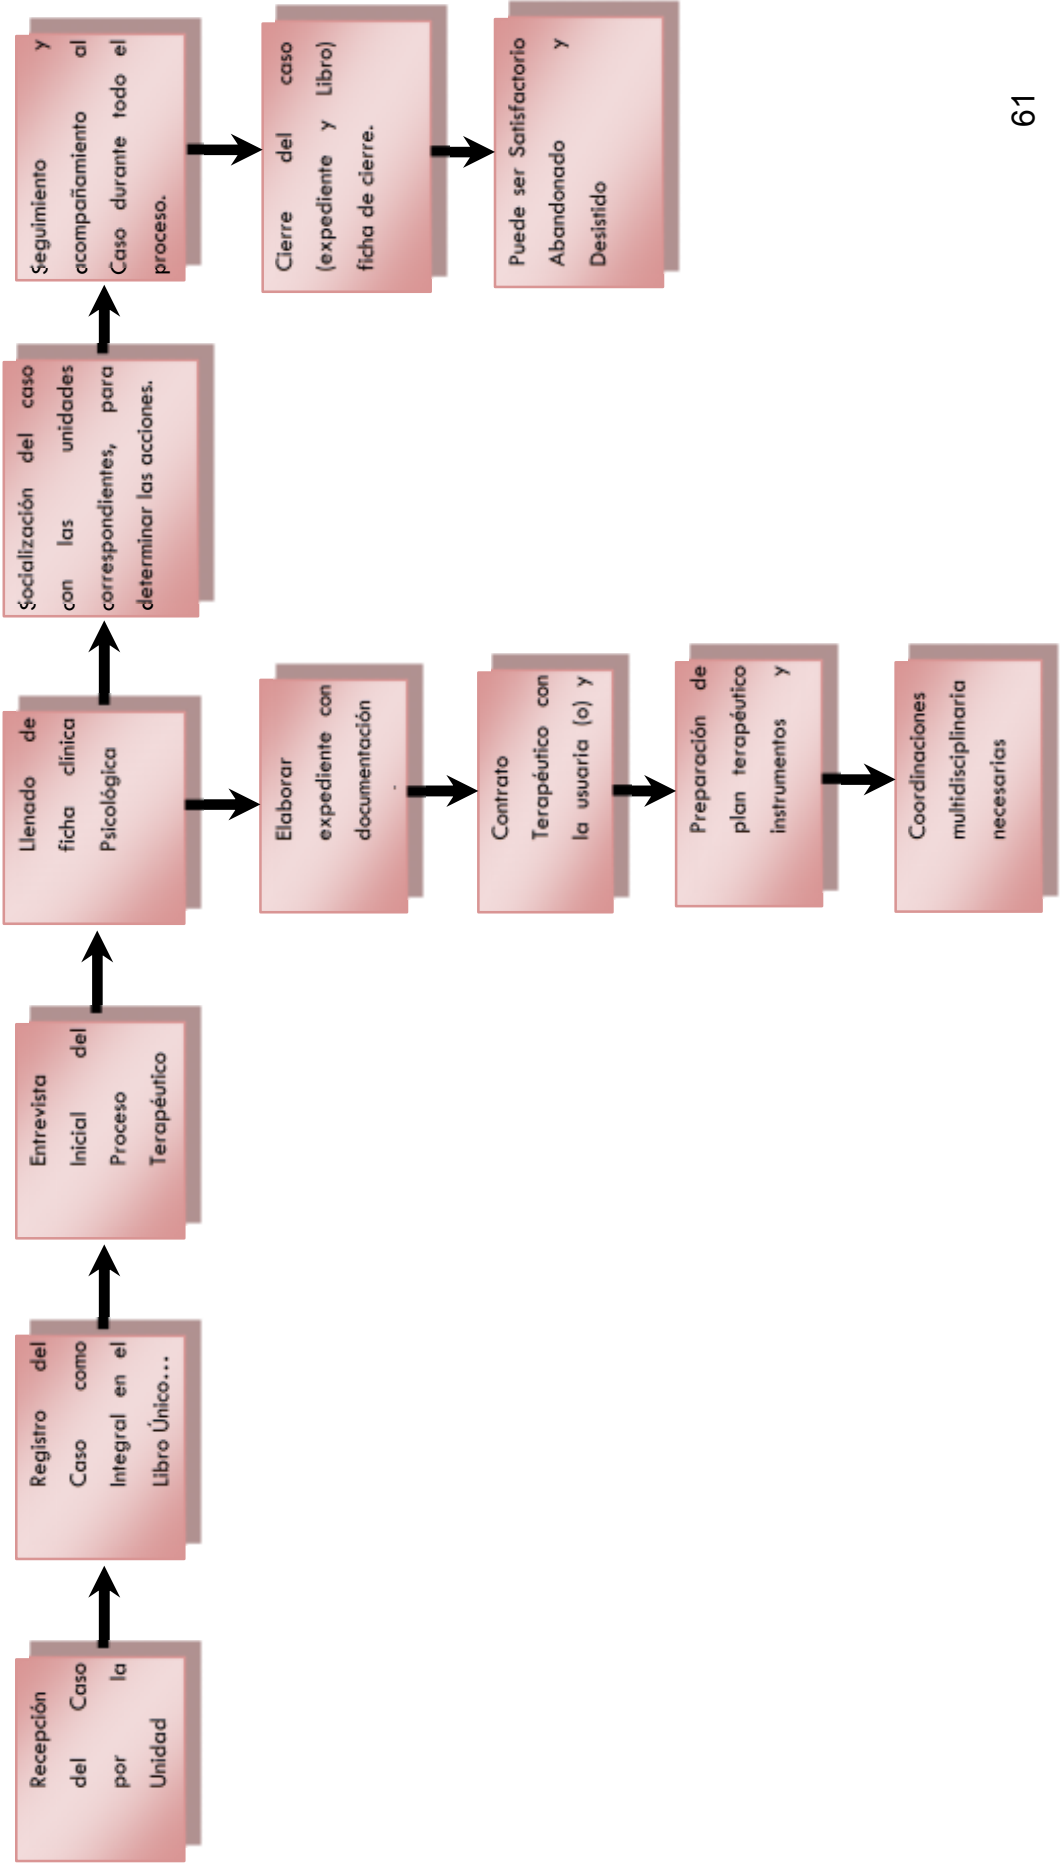 Recepción
del Caso
por la
Unidad
Registro del
Caso como
Integral en el
Libro Único...
Entrevista
Inicial del
Proceso
Terapéutico
Llenado de
ficha clínica
Psicológica
Socialización del caso
con las unidades
correspondientes, para
determinar las acciones.
Seguimiento y
acompañamiento al
Caso durante todo el
proceso.
Elaborar
expediente con
documentación
.
Contrato
Terapéutico con
la usuaria (o) y
Preparación de
plan terapéutico
instrumentos y
Coordinaciones
multidisciplinaria
necesarias
Cierre del caso
(expediente y Libro)
ficha de cierre.
Puede ser Satisfactorio
Abandonado y
Desistido
61